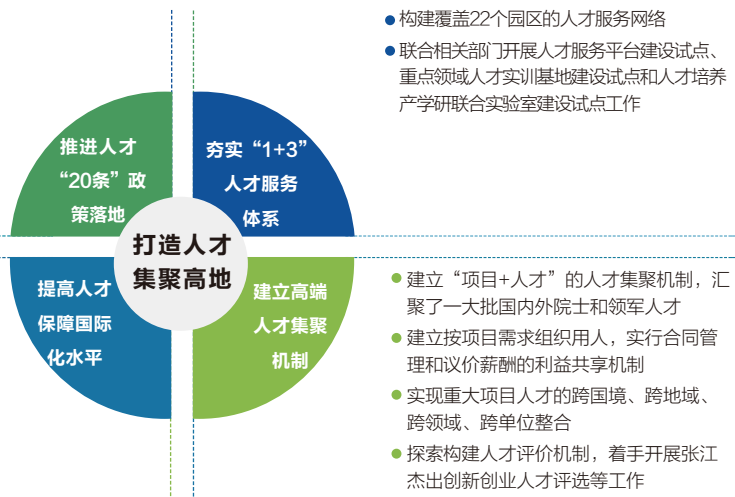 构建覆盖22个园区的人才服务网络
联合相关部门开展人才服务平台建设试点、
重点领域人才实训基地建设试点和人才培养
产学研联合实验室建设试点工作
推进人才
“20条”政
策落地
夯实“1+3”
人才服务
体系
打造人才
集聚高地
提高人才
保障国际
化水平
建立高端
人才集聚
机制
建立“项目+人才”的人才集聚机制，汇
聚了一大批国内外院士和领军人才
建立按项目需求组织用人，实行合同管
理和议价薪酬的利益共享机制
实现重大项目人才的跨国境、跨地域、
跨领域、跨单位整合
探索构建人才评价机制，着手开展张江
杰出创新创业人才评选等工作